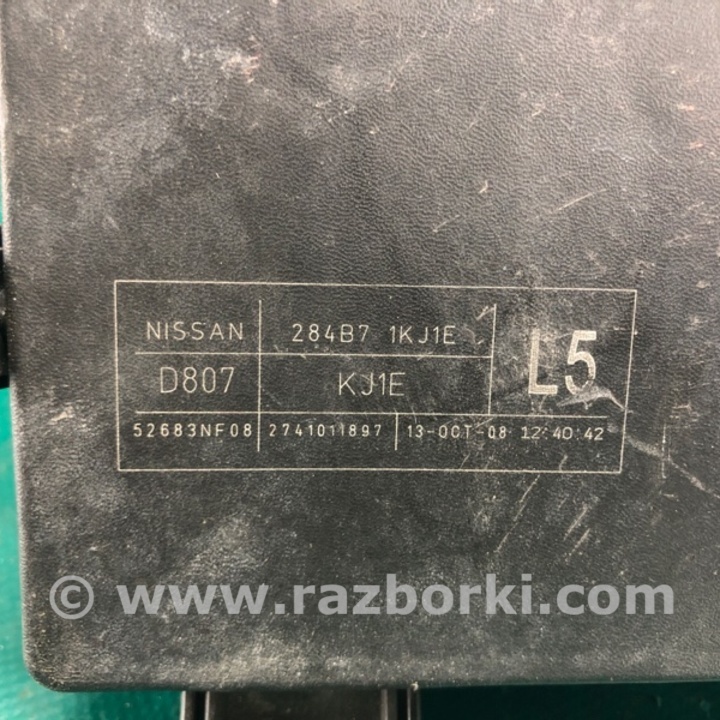 NISSAN 284B7 1KJ1E L5
D807 KJ1E
52683NF08 2741011897 13-OCT-08 12:40:42
© www.razborki.com